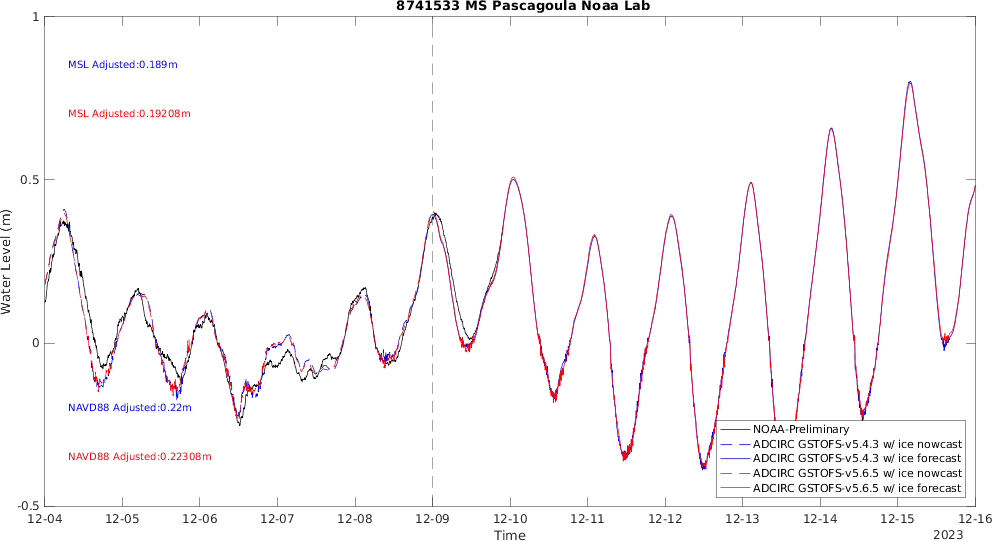 8741533 MS Pascagoula Noaa Lab
1
MSL Adjusted:0.189m
MSL Adjusted:0.19208m
0.5
Water Level (m)
0
NAVD88 Adjusted:0.22m
NAVD88 Adjusted:0.22308m
-0.5
NOAA-Preliminary
ADCIRC GSTOFS-v5.4.3 w/ ice nowcast
ADCIRC GSTOFS-v5.4.3 w/ ice forecast
ADCIRC GSTOFS-v5.6.5 w/ ice nowcast
ADCIRC GSTOFS-v5.6.5 w/ ice forecast
12-04 12-05 12-06 12-07 12-08 12-09 12-10 12-11 12-12 12-13 12-14 12-15 12-16
Time
2023